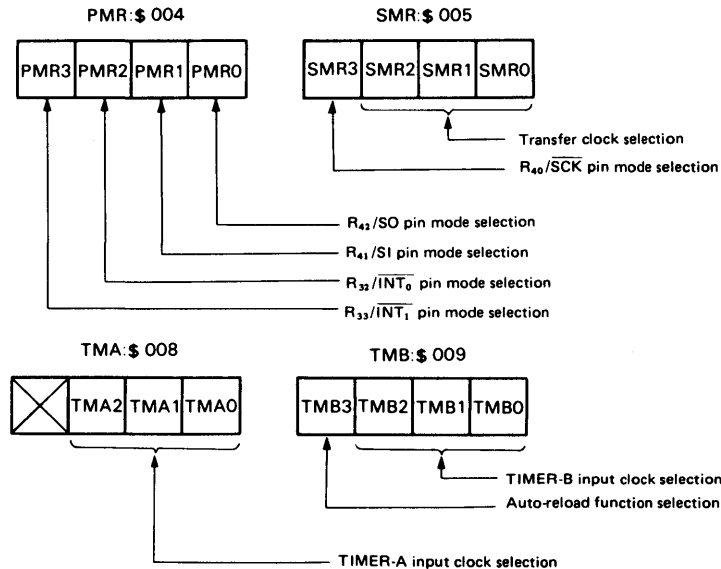 PMR:$ 004
SMR:$ 005
PMR3 PMR2 PMR1 PMR0
SMR3 SMR2 SMR1 SMR0
Transfer clock selection
R₄₀/S̅C̅K̅ pin mode selection
R₄₂/SO pin mode selection
R₄₁/SI pin mode selection
R₃₂/I̅N̅T̅₀̅ pin mode selection
R₃₃/I̅N̅T̅₁̅ pin mode selection
TMA:$ 008
TMB:$ 009
TMA2 TMA1 TMA0
TMB3 TMB2 TMB1 TMB0
TIMER-B input clock selection
Auto-reload function selection
TIMER-A input clock selection